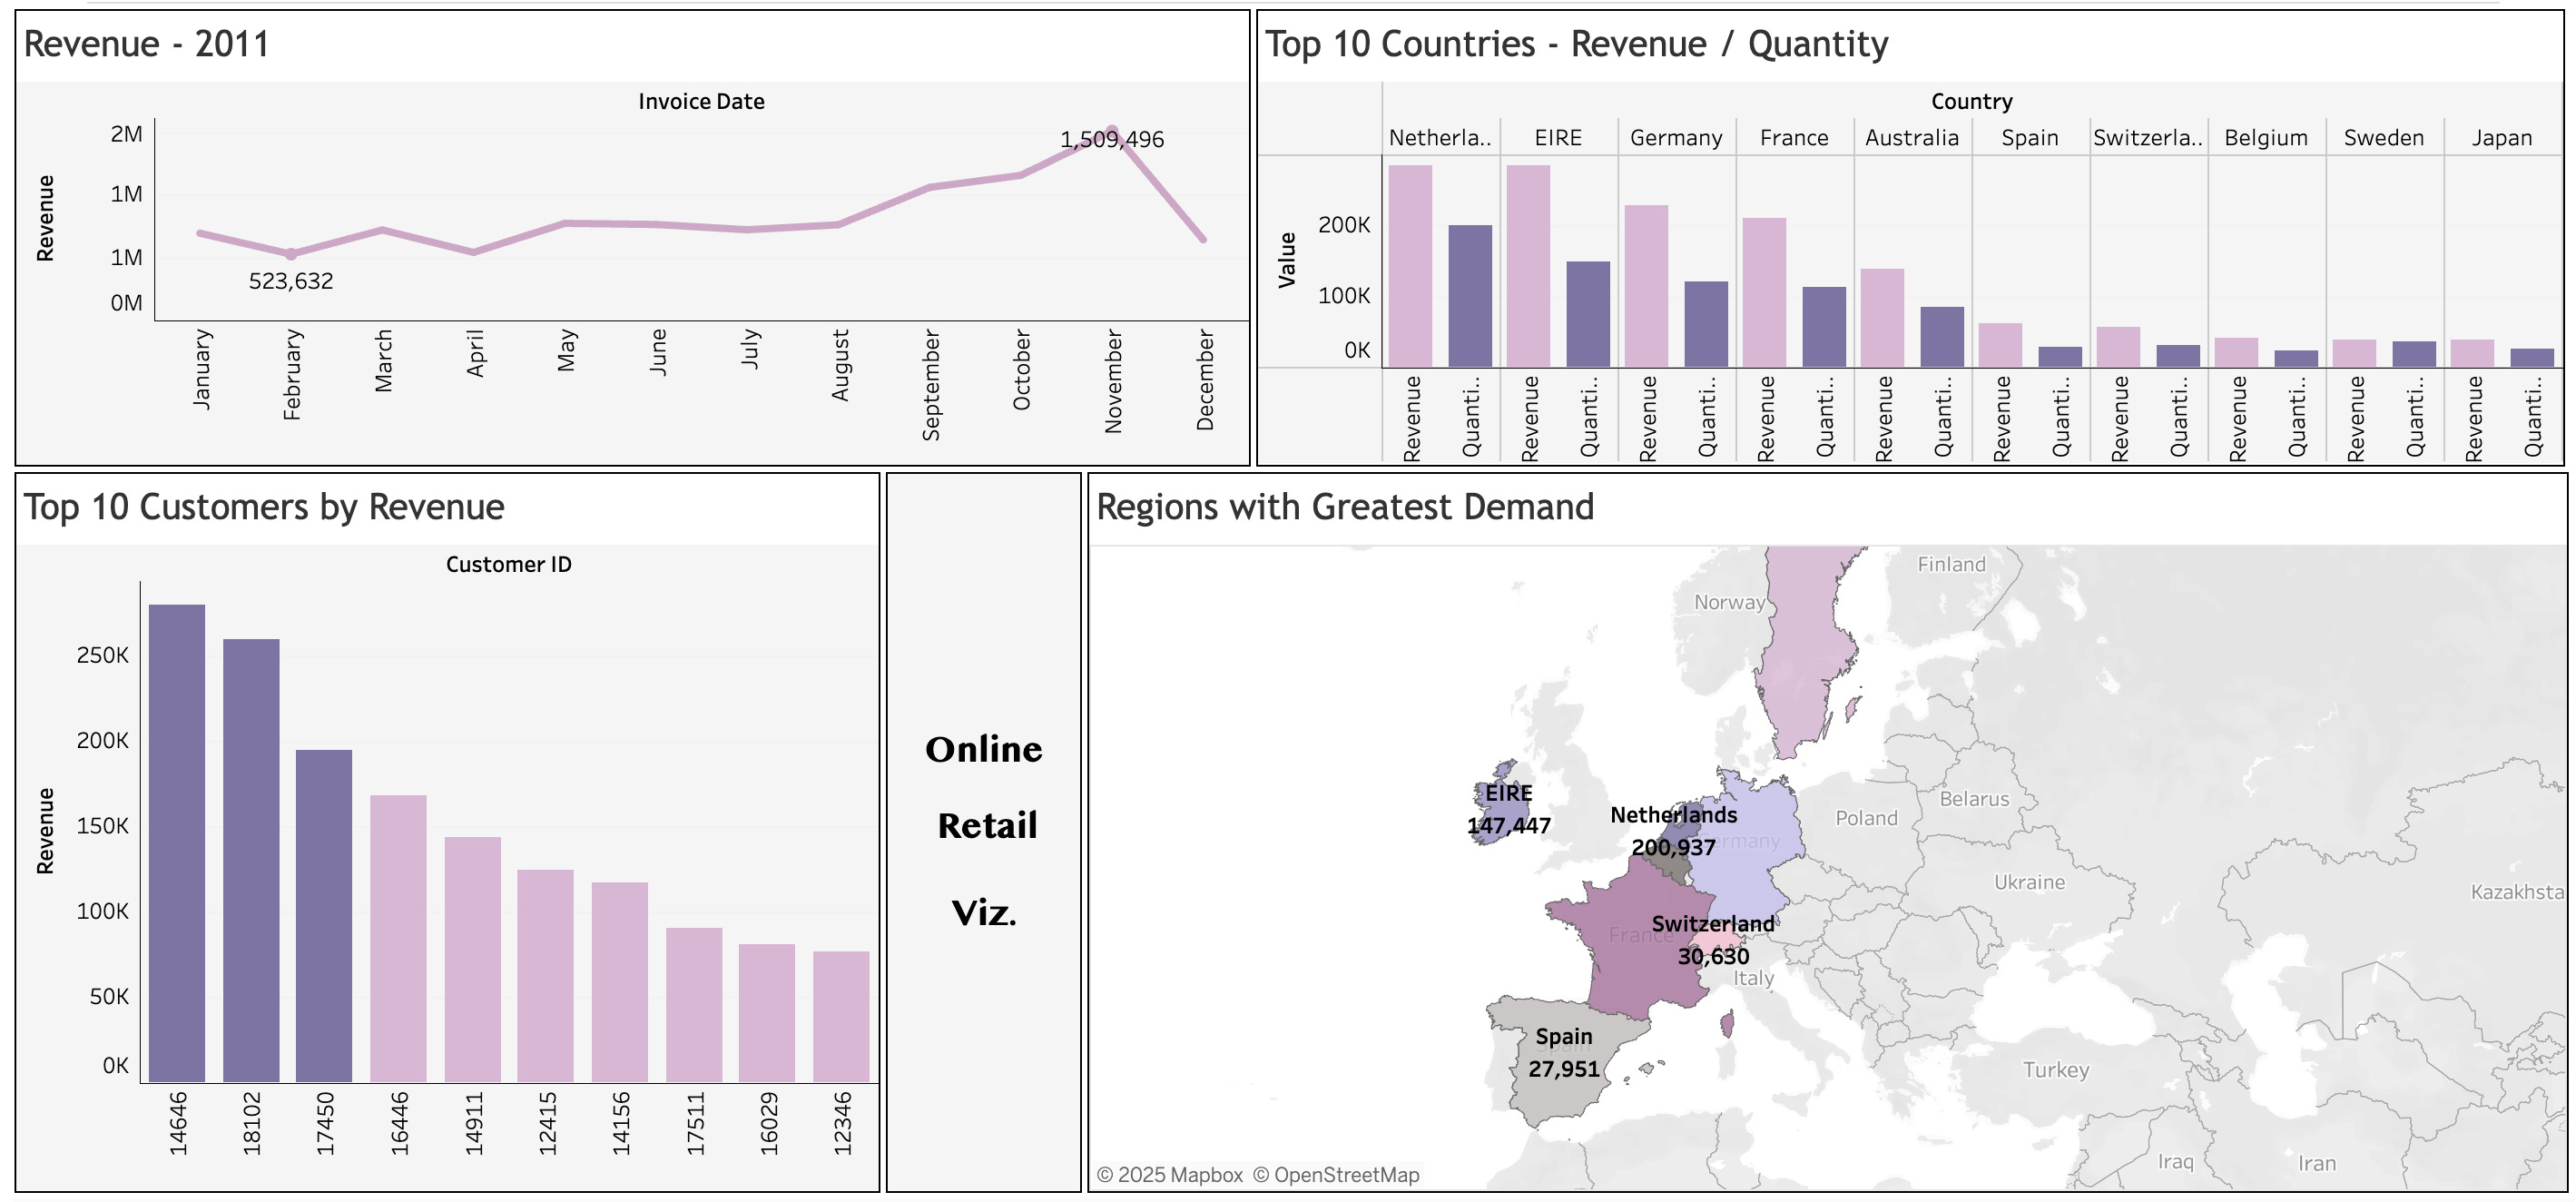 Revenue - 2011
Invoice Date
Revenue
2M
1M
1M
0M
1,509,496
523,632
January
February
March
April
May
June
July
August
September
October
November
December
Top 10 Countries - Revenue / Quantity
Country
Netherla.. EIRE Germany France Australia Spain Switzerla.. Belgium Sweden Japan
Value
200K
100K
0K
Revenue Quanti.. Revenue Quanti.. Revenue Quanti.. Revenue Quanti.. Revenue Quanti.. Revenue Quanti.. Revenue Quanti.. Revenue Quanti.. Revenue Quanti.. Revenue Quanti..
Top 10 Customers by Revenue
Customer ID
Revenue
250K
200K
150K
100K
50K
0K
14646
18102
17450
16446
14911
12415
14156
17511
16029
12346
Online
Retail
Viz.
Regions with Greatest Demand
Finland
Norway
EIRE
147,447
Netherlands
200,937
Germany
Poland
Belarus
Ukraine
Kazakhsta
France
Switzerland
30,630
Italy
Spain
Spain
27,951
Turkey
Iraq
Iran
© 2025 Mapbox © OpenStreetMap